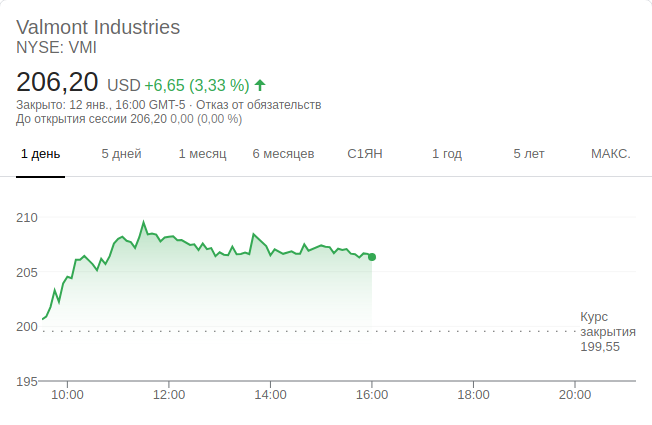 Valmont Industries
NYSE: VMI
206,20 USD +6,65 (3,33 %)
Закрыто: 12 янв., 16:00 GMT-5 · Отказ от обязательств
До открытия сессии 206,20 0,00 (0,00 %)
1 день 5 дней 1 месяц 6 месяцев С1ЯН 1 год 5 лет МАКС.
210
205
200
195
Курс
закрытия
199,55
10:00 12:00 14:00 16:00 18:00 20:00